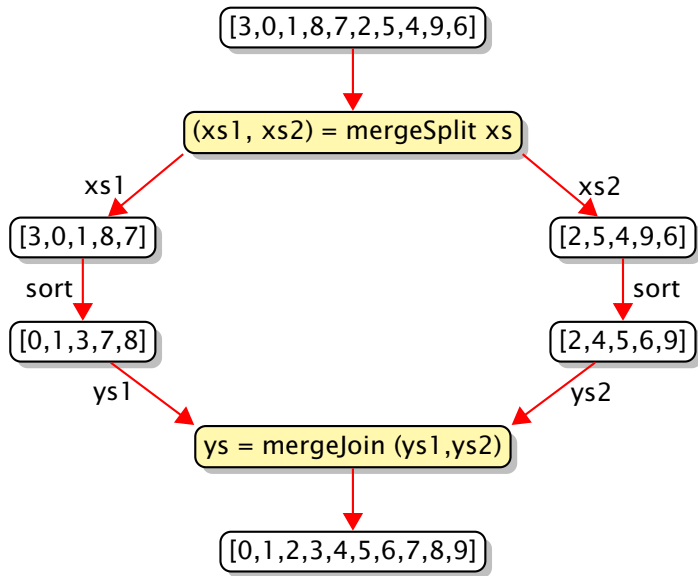 [3,0,1,8,7,2,5,4,9,6]
(xs1, xs2) = mergeSplit xs
xs1
xs2
[3,0,1,8,7]
[2,5,4,9,6]
sort
sort
[0,1,3,7,8]
[2,4,5,6,9]
ys1
ys2
ys = mergeJoin (ys1,ys2)
[0,1,2,3,4,5,6,7,8,9]